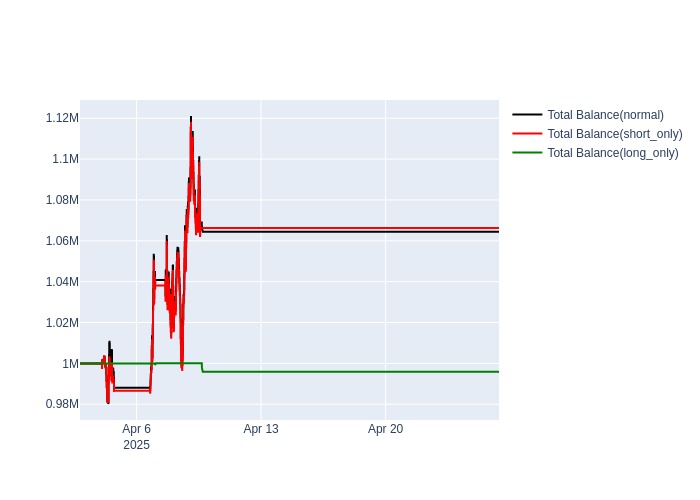 1.12M
1.1M
1.08M
1.06M
1.04M
1.02M
1M
0.98M
Apr 6
2025
Apr 13
Apr 20
Total Balance(normal)
Total Balance(short_only)
Total Balance(long_only)